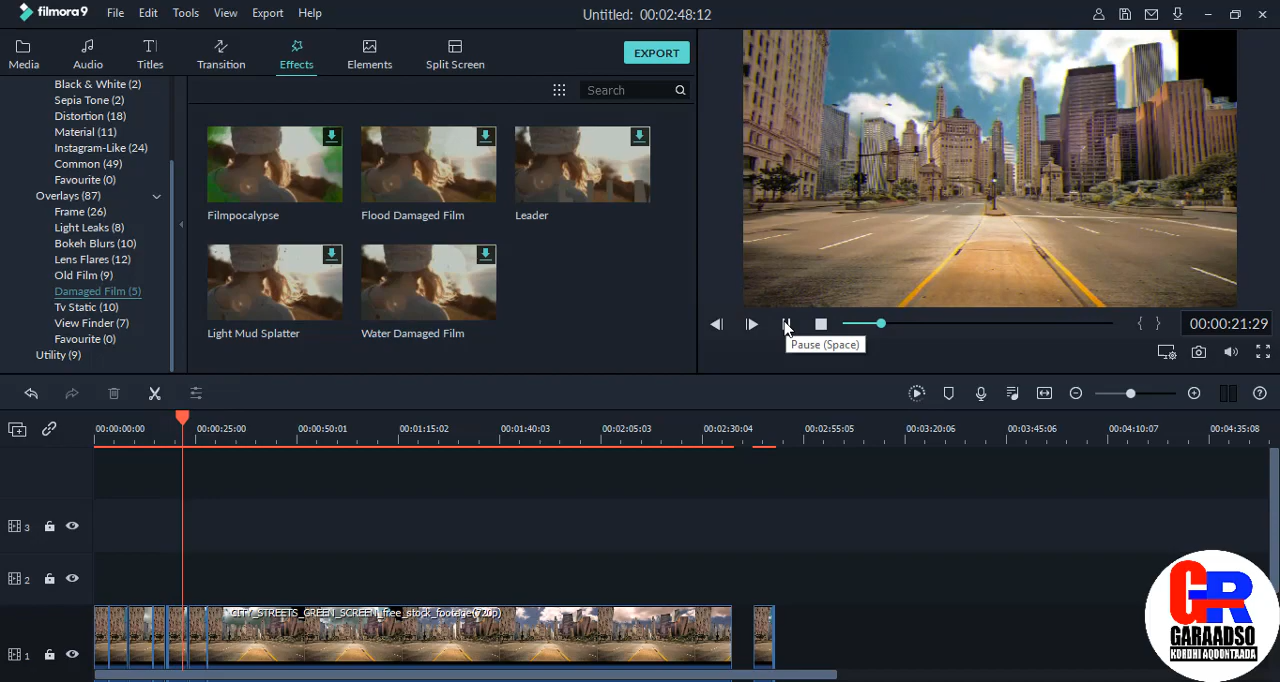 filmora9 File Edit Tools View Export Help Untitled: 00:02:48:12
Media Audio Titles Transition Effects Elements Split Screen EXPORT
Black & White (2)
Sepia Tone (2)
Distortion (18)
Material (11)
Instagram-Like (24)
Common (49)
Favourite (0)
Overlays (87)
Frame (26)
Light Leaks (8)
Bokeh Blurs (10)
Lens Flares (12)
Old Film (9)
Damaged Film (5)
Tv Static (10)
View Finder (7)
Favourite (0)
Utility (9)
Search
Filmpocalypse Flood Damaged Film Leader
Light Mud Splatter Water Damaged Film
{ } 00:00:21:29
Pause (Space)
00:00:00:00 00:00:25:00 00:00:50:01 00:01:15:02 00:01:40:03 00:02:05:03 00:02:30:04 00:02:55:05 00:03:20:06 00:03:45:06 00:04:10:07 00:04:35:08
3
2
1
CITY_STREETS_GREEN_SCREEN_free_stock_footage(720p)
GR
GARAADSO
KORDHI AQOONTAADA